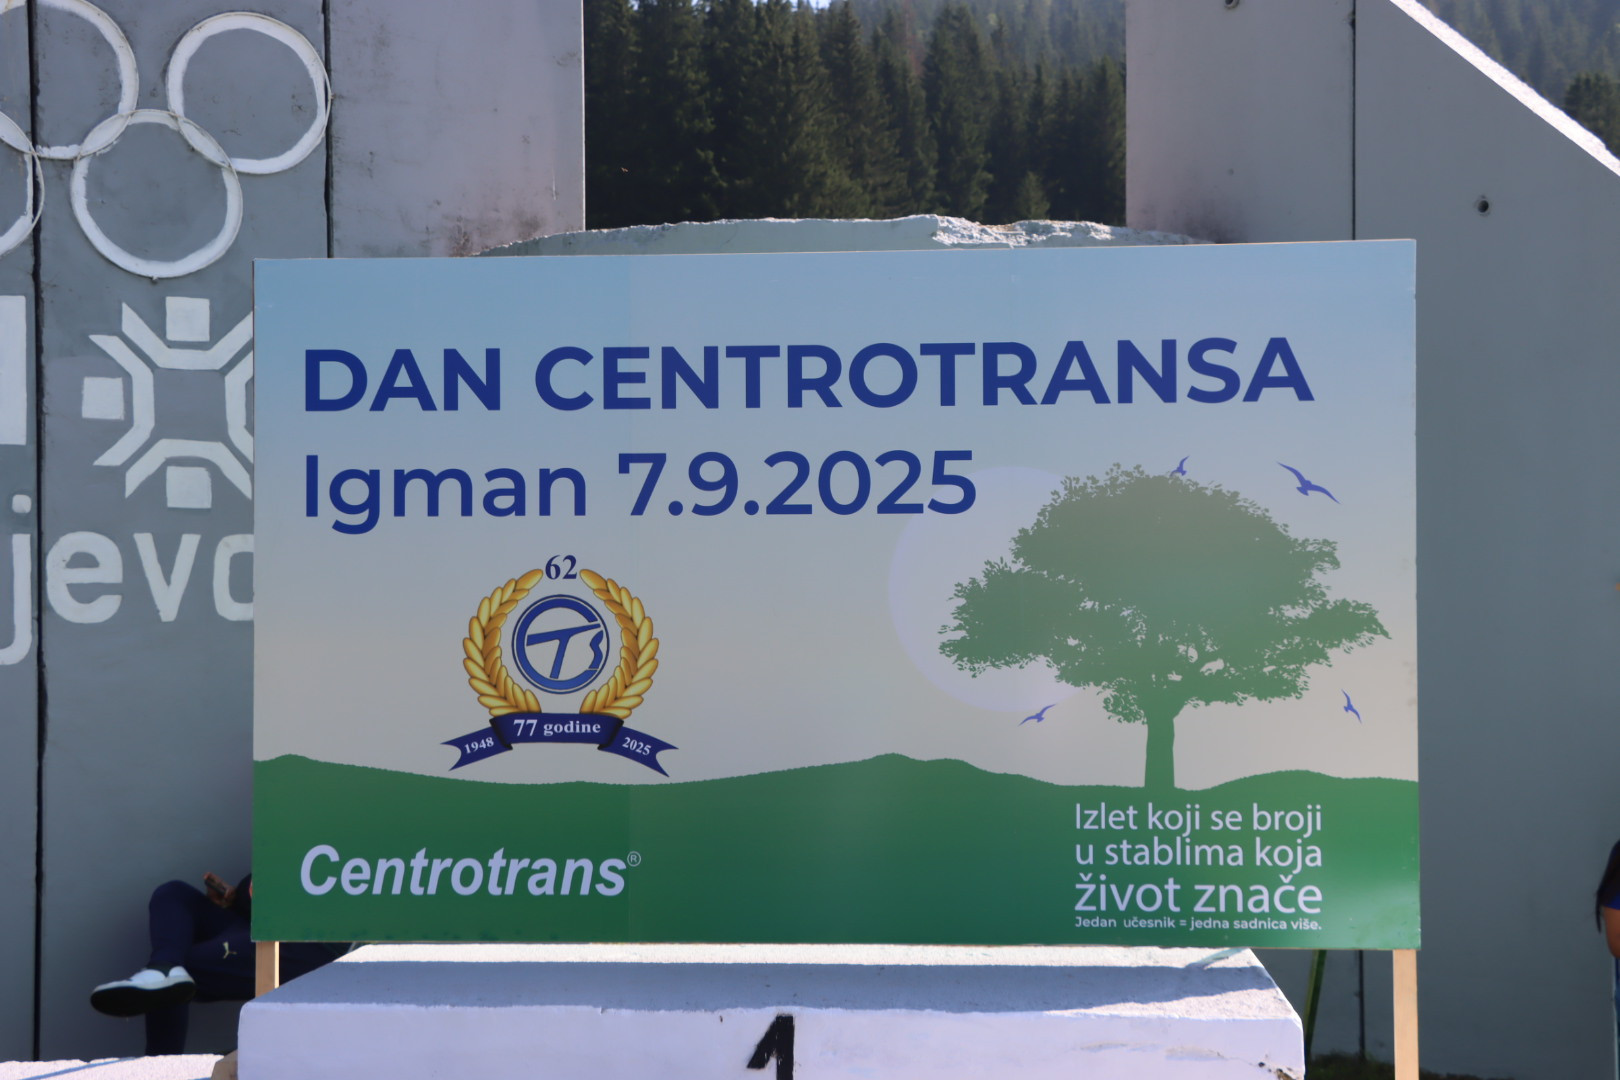 DAN CENTROTRANSA
Igman 7.9.2025
62
77 godine
1948
2025
Centrotrans®
Izlet koji se broji
u stablima koja
život znače
Jedan učesnik = jedna sadnica više.
jevo
1